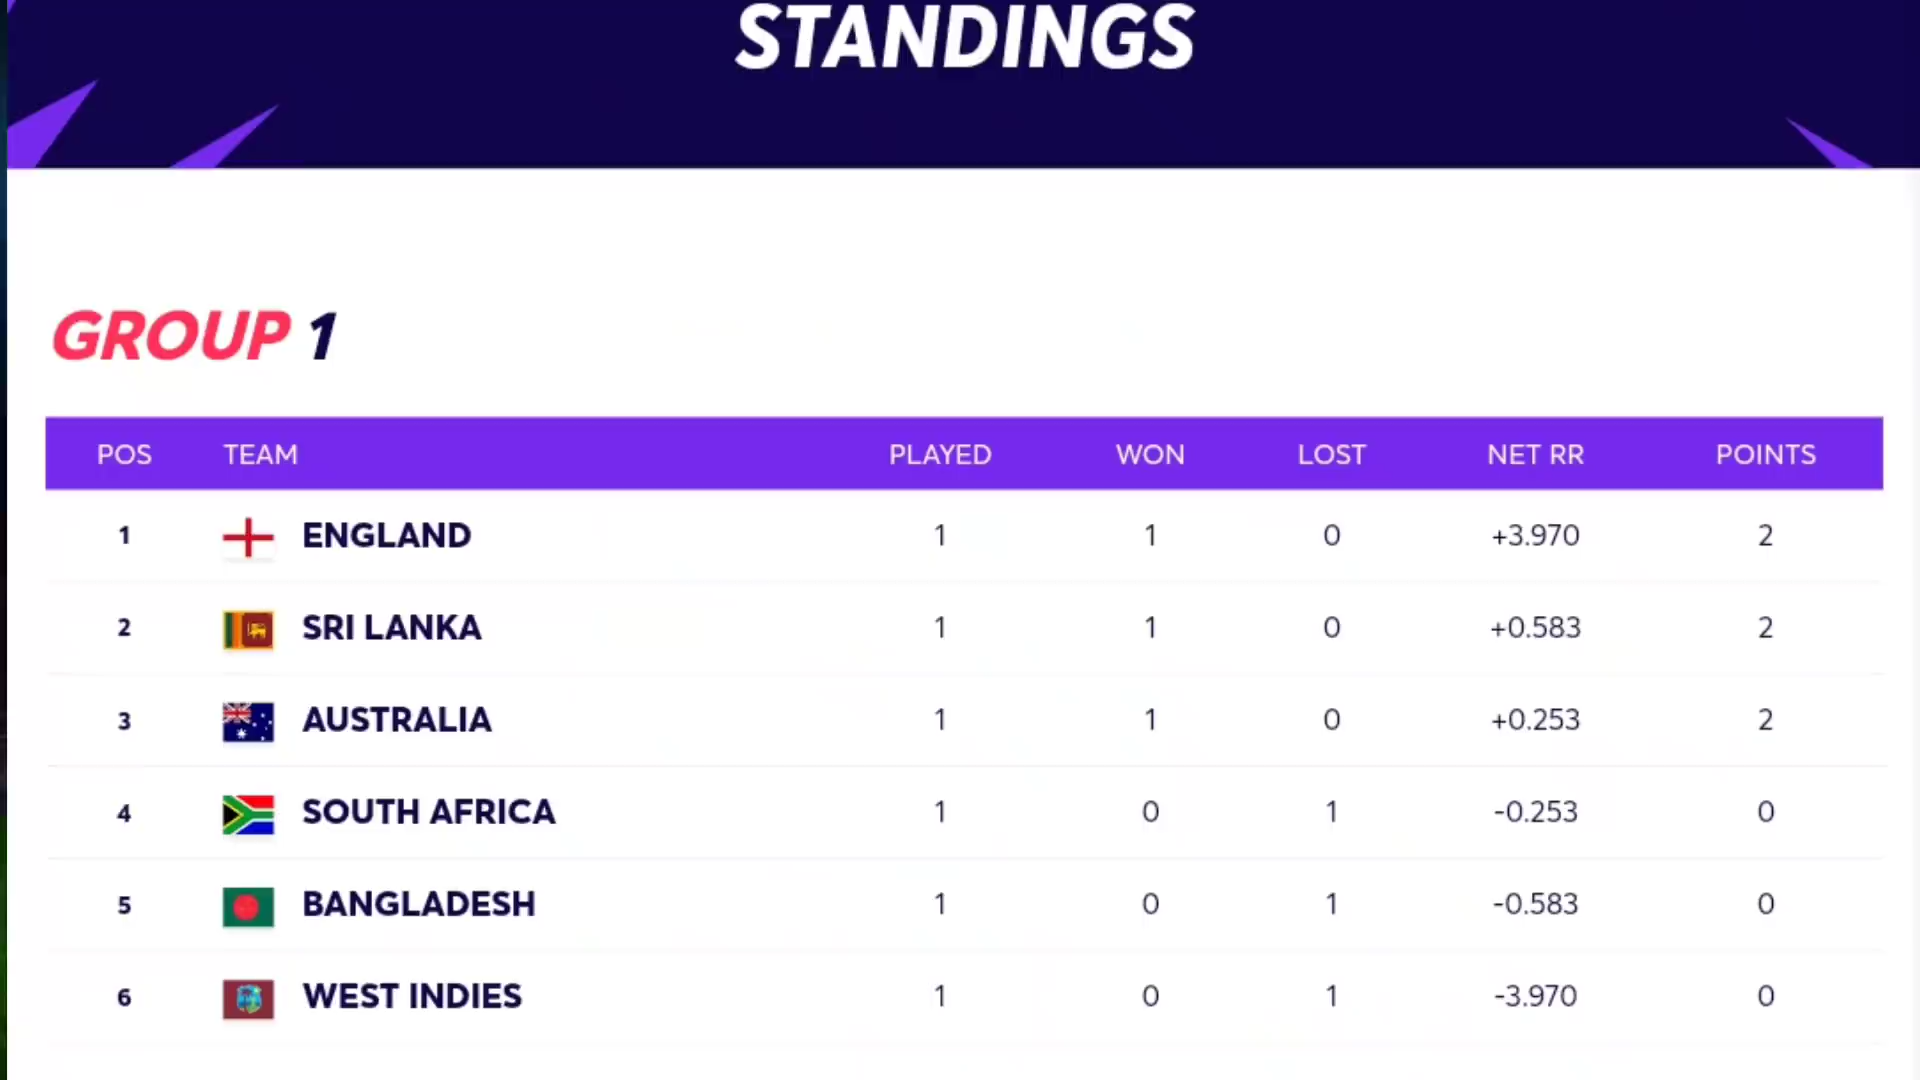 STANDINGS
GROUP 1
POS TEAM PLAYED WON LOST NET RR POINTS
1 ENGLAND 1 1 0 +3.970 2
2 SRI LANKA 1 1 0 +0.583 2
3 AUSTRALIA 1 1 0 +0.253 2
4 SOUTH AFRICA 1 0 1 -0.253 0
5 BANGLADESH 1 0 1 -0.583 0
6 WEST INDIES 1 0 1 -3.970 0